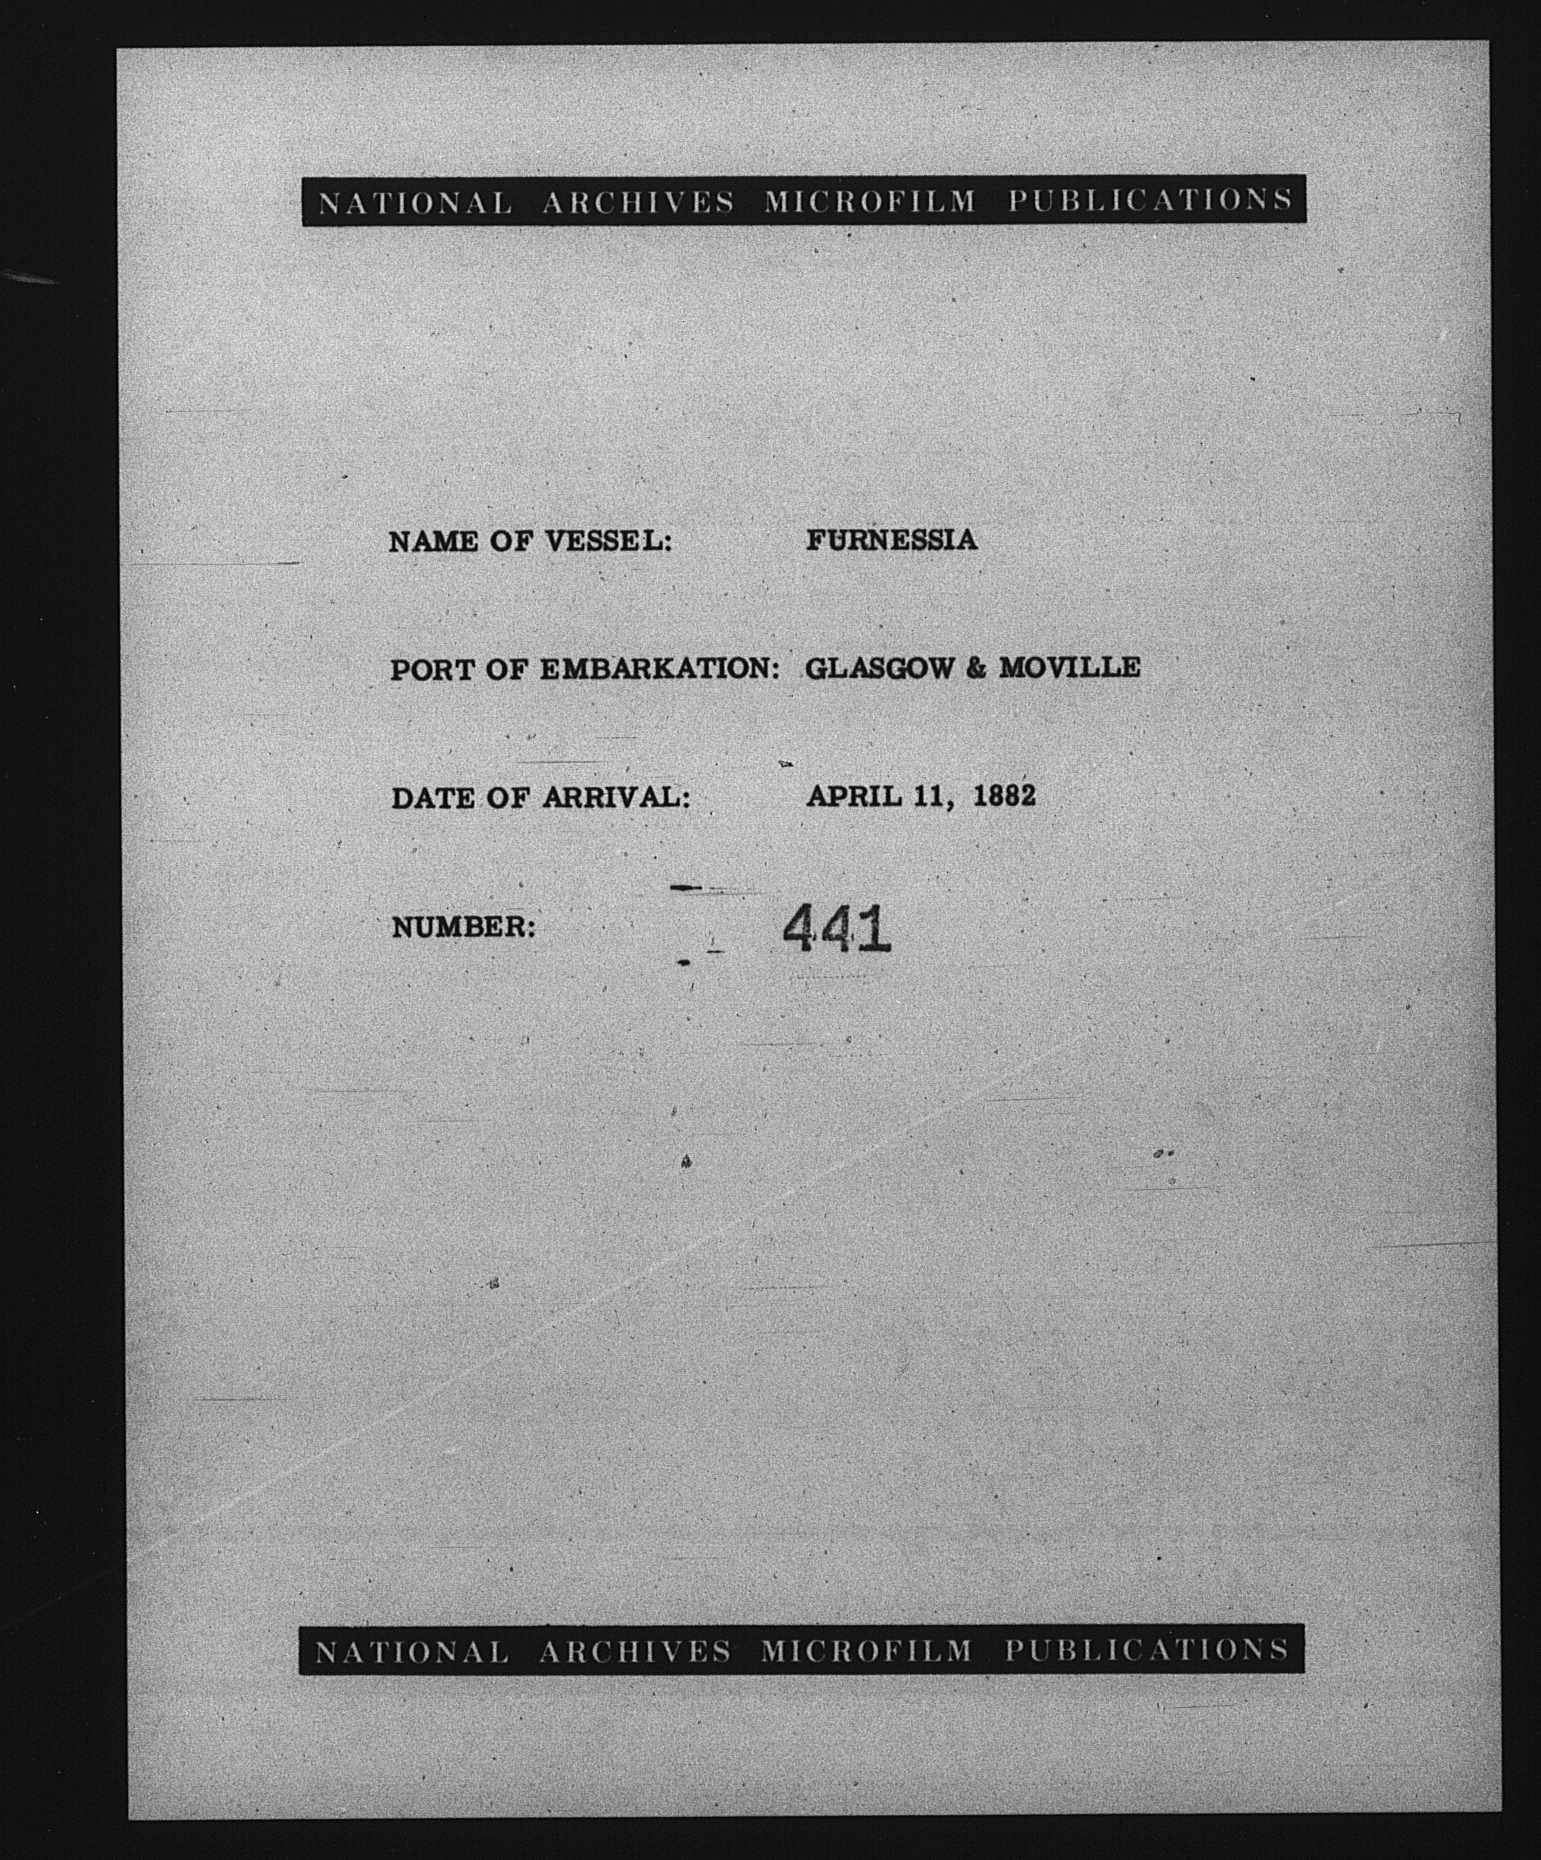 NATIONAL ARCHIVES MICROFILM PUBLICATIONS
NAME OF VESSEL: FURNESSIA
PORT OF EMBARKATION: GLASGOW & MOVILLE
DATE OF ARRIVAL: APRIL 11, 1882
NUMBER: 441
NATIONAL ARCHIVES MICROFILM PUBLICATIONS